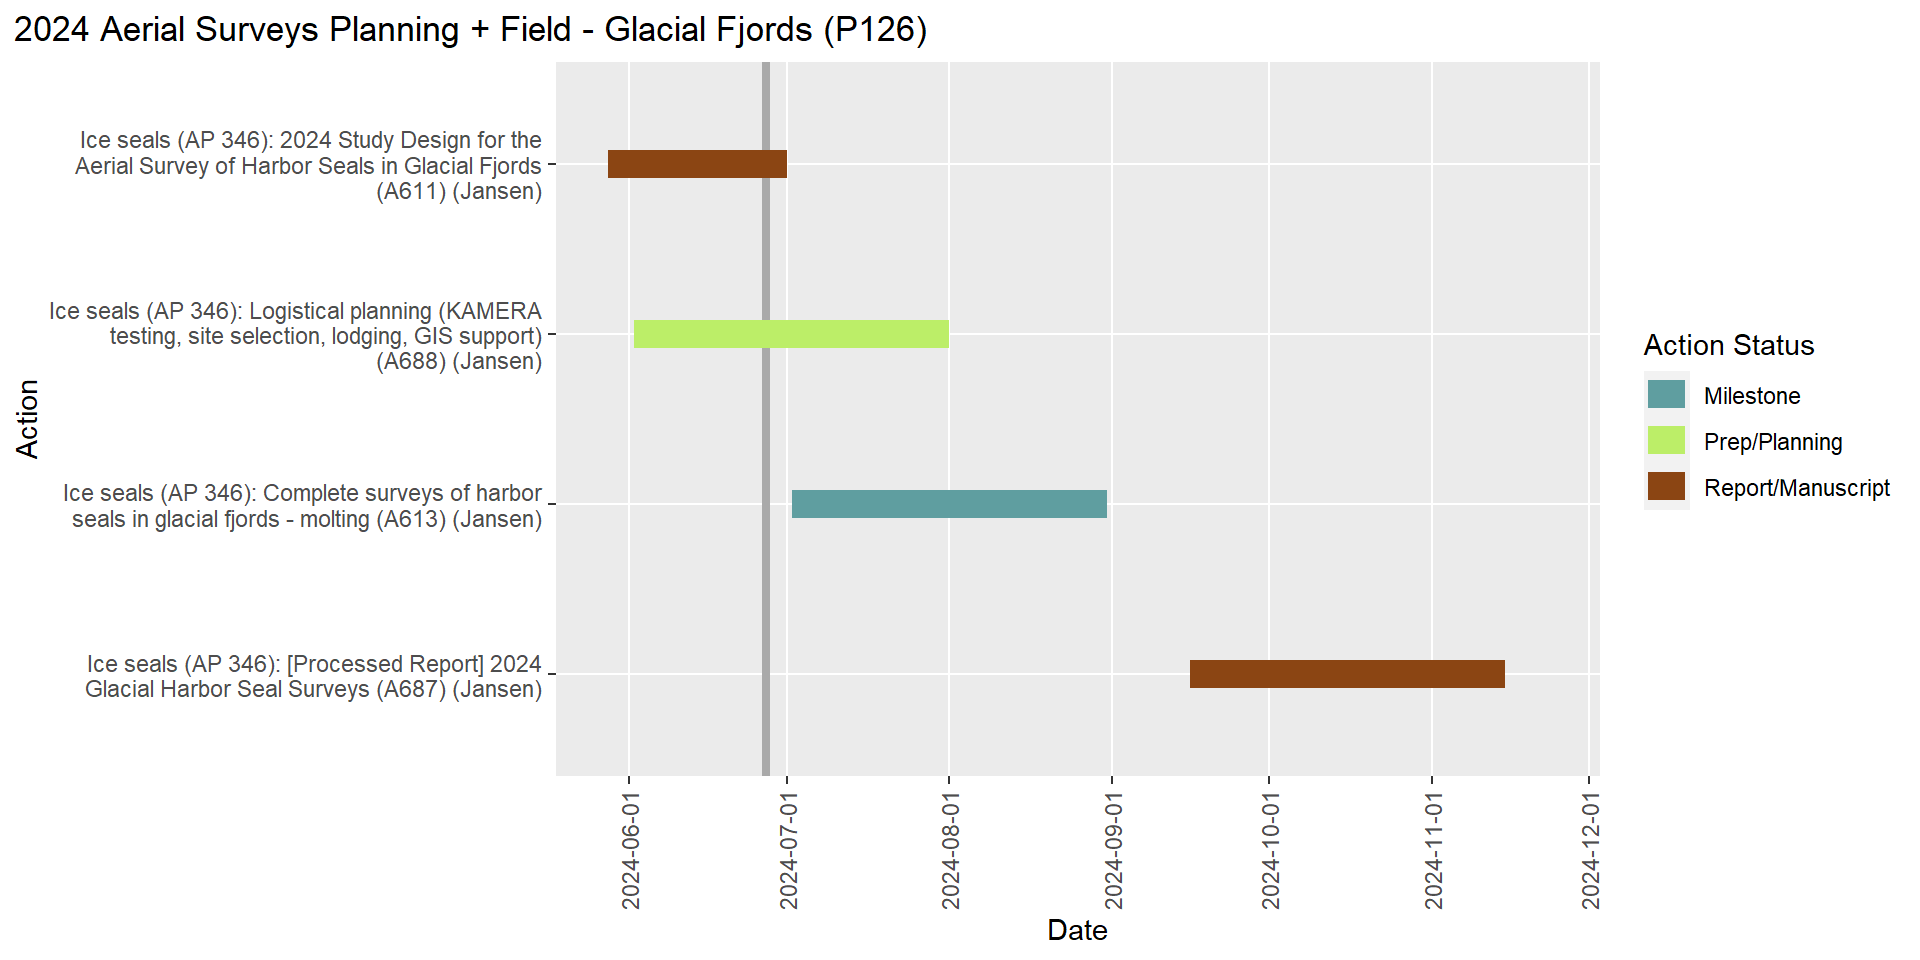 2024 Aerial Surveys Planning + Field - Glacial Fjords (P126)
Ice seals (AP 346): 2024 Study Design for the
Aerial Survey of Harbor Seals in Glacial Fjords
(A611) (Jansen)
Ice seals (AP 346): Logistical planning (KAMERA
testing, site selection, lodging, GIS support)
(A688) (Jansen)
Ice seals (AP 346): Complete surveys of harbor
seals in glacial fjords - molting (A613) (Jansen)
Ice seals (AP 346): [Processed Report] 2024
Glacial Harbor Seal Surveys (A687) (Jansen)
Action
2024-06-01
2024-07-01
2024-08-01
2024-09-01
2024-10-01
2024-11-01
2024-12-01
Date
Action Status
Milestone
Prep/Planning
Report/Manuscript